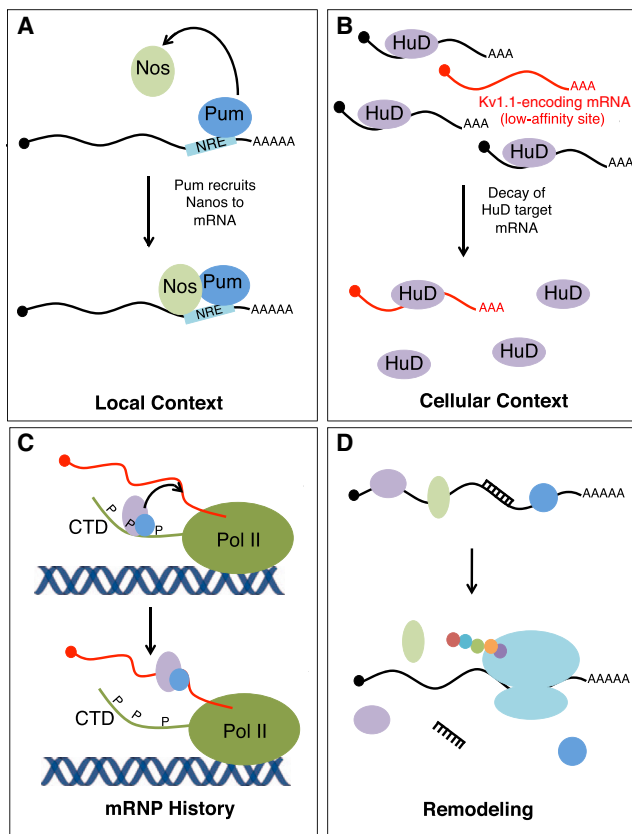 A
Nos
Pum
NRE
AAAAA
Pum recruits
Nanos to
mRNA
Nos
Pum
NRE
AAAAA
Local Context
B
HuD
AAA
AAA
Kv1.1-encoding mRNA
(low-affinity site)
HuD
AAA
HuD
AAA
Decay of
HuD target
mRNA
HuD
AAA
HuD
HuD
HuD
Cellular Context
C
P
P
P
CTD
Pol II
P
P
P
CTD
Pol II
mRNP History
D
AAAAA
AAAAA
Remodeling